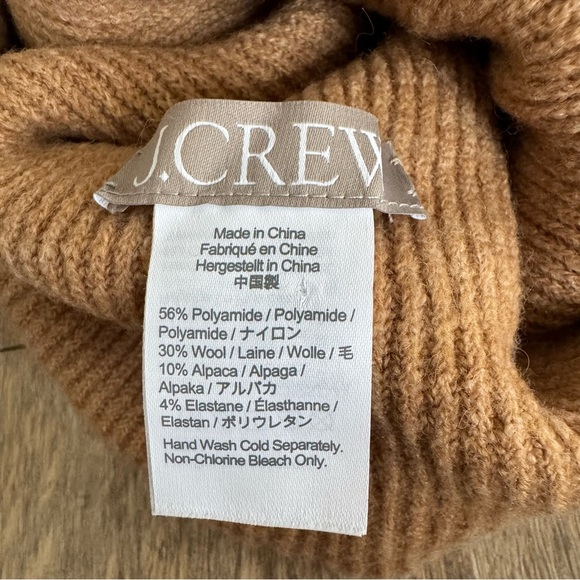 J.CREW
Made in China
Fabriqué en Chine
Hergestellt in China
中国製
56% Polyamide / Polyamide /
Polyamide / ナイロン
30% Wool / Laine / Wolle / 毛
10% Alpaca / Alpaga /
Alpaka / アルパカ
4% Elastane / Élasthanne /
Elastan / ポリウレタン
Hand Wash Cold Separately.
Non-Chlorine Bleach Only.